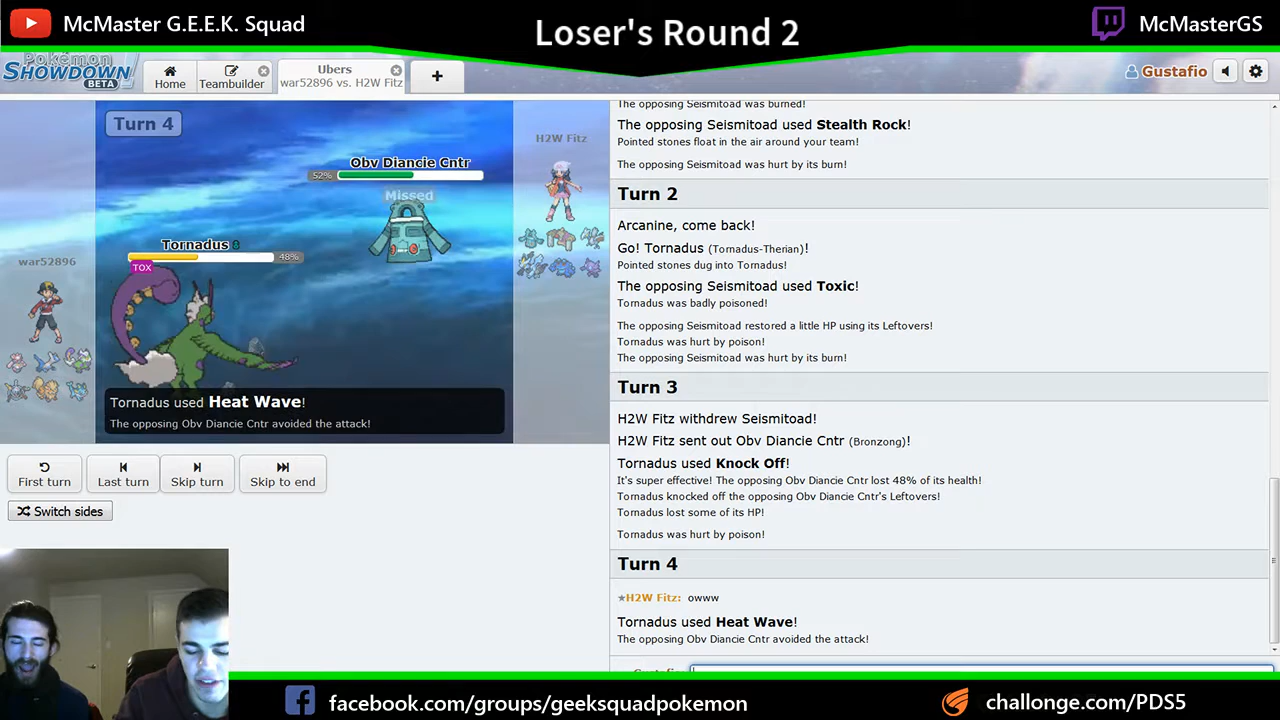 McMaster G.E.E.K. Squad
Loser's Round 2
McMasterGS
Pokémon
SHOWDOWN
BETA
Home
Teambuilder
Ubers
war52896 vs. H2W Fitz
+
Gustafio
Turn 4
H2W Fitz
Obv Diancie Cntr
52%
Missed
Tornadus
48%
TOX
war52896
Tornadus used Heat Wave!
The opposing Obv Diancie Cntr avoided the attack!
First turn
Last turn
Skip turn
Skip to end
Switch sides
The opposing Seismitoad was burned!
The opposing Seismitoad used Stealth Rock!
Pointed stones float in the air around your team!
The opposing Seismitoad was hurt by its burn!
Turn 2
Arcanine, come back!
Go! Tornadus (Tornadus-Therian)!
Pointed stones dug into Tornadus!
The opposing Seismitoad used Toxic!
Tornadus was badly poisoned!
The opposing Seismitoad restored a little HP using its Leftovers!
Tornadus was hurt by poison!
The opposing Seismitoad was hurt by its burn!
Turn 3
H2W Fitz withdrew Seismitoad!
H2W Fitz sent out Obv Diancie Cntr (Bronzong)!
Tornadus used Knock Off!
It's super effective! The opposing Obv Diancie Cntr lost 48% of its health!
Tornadus knocked off the opposing Obv Diancie Cntr's Leftovers!
Tornadus lost some of its HP!
Tornadus was hurt by poison!
Turn 4
★H2W Fitz: owww
Tornadus used Heat Wave!
The opposing Obv Diancie Cntr avoided the attack!
Gustafio
facebook.com/groups/geeksquadpokemon
challonge.com/PDS5